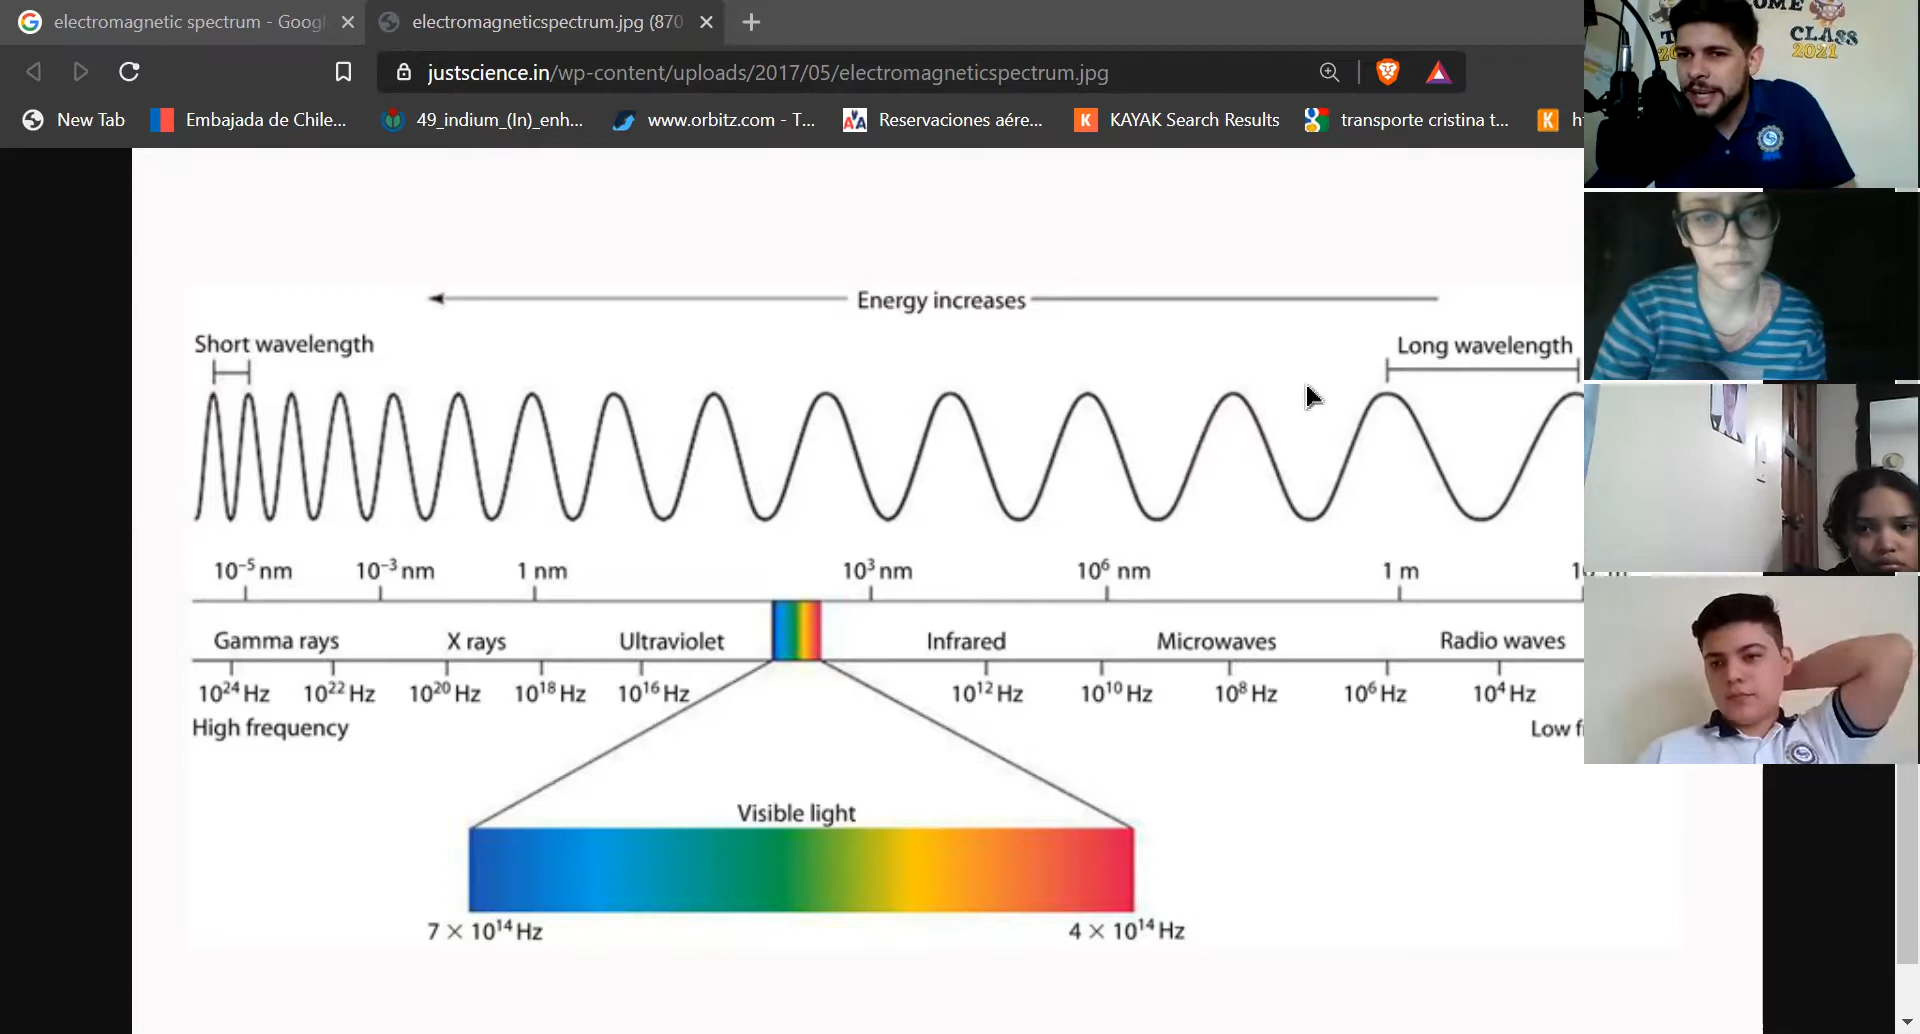 electromagnetic spectrum - Googl
electromagneticspectrum.jpg (870
justscience.in/wp-content/uploads/2017/05/electromagneticspectrum.jpg
New Tab
Embajada de Chile...
49_indium_(In)_enh...
www.orbitz.com - T...
Reservaciones aére...
KAYAK Search Results
transporte cristina t...
OME
CLASS
2021
Energy increases
Short wavelength
Long wavelength
10⁻⁵ nm 10⁻³ nm 1 nm 10³ nm 10⁶ nm 1 m
Gamma rays X rays Ultraviolet Infrared Microwaves Radio waves
10²⁴ Hz 10²² Hz 10²⁰ Hz 10¹⁸ Hz 10¹⁶ Hz 10¹² Hz 10¹⁰ Hz 10⁸ Hz 10⁶ Hz 10⁴ Hz
High frequency Low f
Visible light
7 × 10¹⁴ Hz 4 × 10¹⁴ Hz